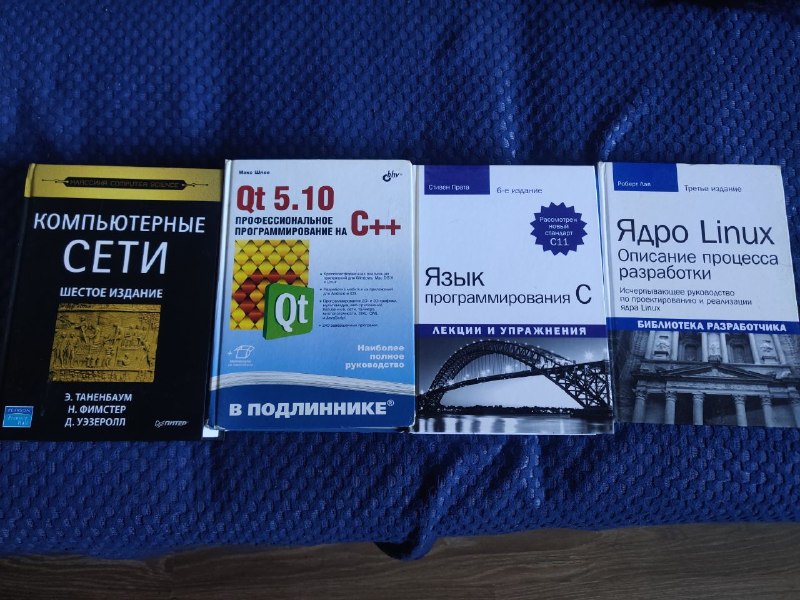 КЛАССИКА COMPUTER SCIENCE
КОМПЬЮТЕРНЫЕ
СЕТИ
ШЕСТОЕ ИЗДАНИЕ
Э. ТАНЕНБАУМ
Н. ФИМСТЕР
Д. УЭЗЕРОЛЛ
PEARSON
ПИТЕР
Макс Шлее
bhv
Qt 5.10
ПРОФЕССИОНАЛЬНОЕ
ПРОГРАММИРОВАНИЕ НА C++
Qt
Наиболее
полное
руководство
В ПОДЛИННИКЕ®
Стивен Прата
6-е издание
Рассмотрен
новый
стандарт
C11
Язык
программирования C
ЛЕКЦИИ И УПРАЖНЕНИЯ
Роберт Лав
Третье издание
Ядро Linux
Описание процесса
разработки
Исчерпывающее руководство
по проектированию и реализации
ядра Linux
БИБЛИОТЕКА РАЗРАБОТЧИКА